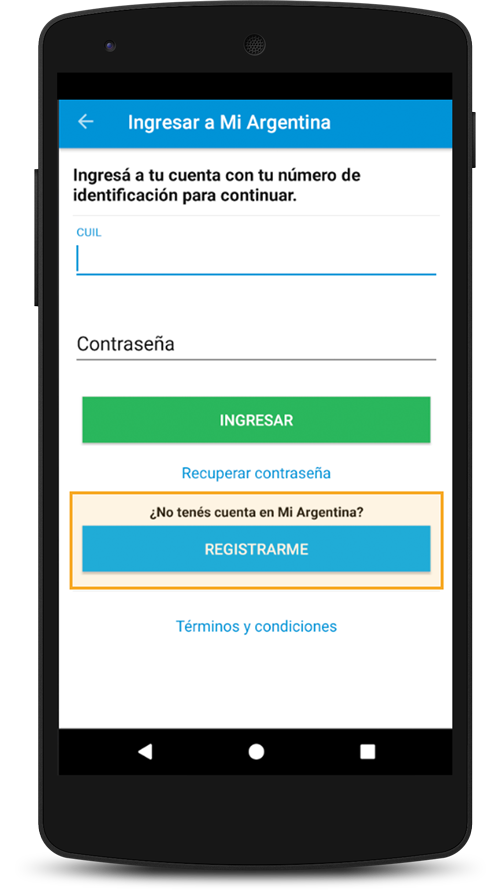 Ingresar a Mi Argentina
Ingresá a tu cuenta con tu número de
identificación para continuar.
CUIL
Contraseña
INGRESAR
Recuperar contraseña
¿No tenés cuenta en Mi Argentina?
REGISTRARME
Términos y condiciones